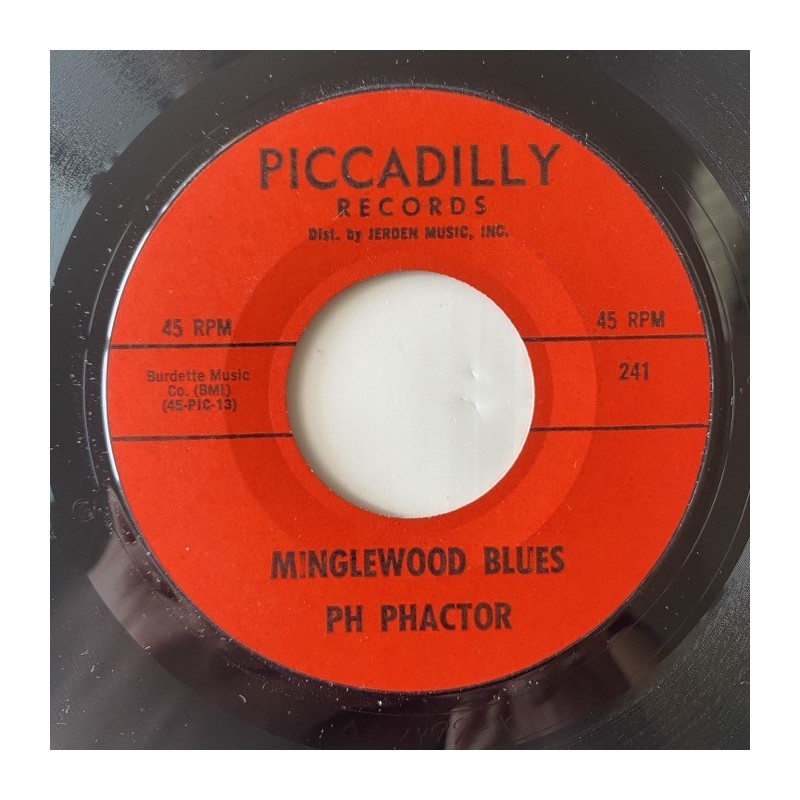 PICCADILLY
RECORDS
Dist. by JERDEN MUSIC, INC.
45 RPM
45 RPM
Burdette Music
Co. (BMI)
(45-PIC-13)
241
MINGLEWOOD BLUES
PH PHACTOR